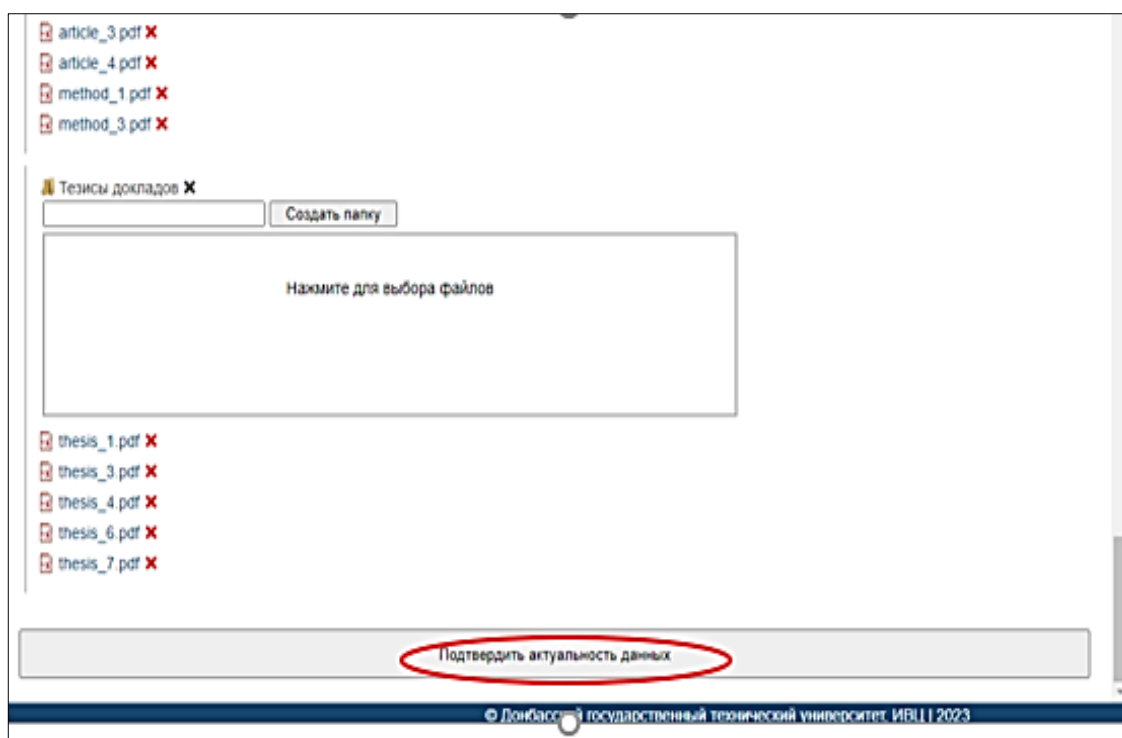 article_3.pdf
article_4.pdf
method_1.pdf
method_3.pdf
Тезисы докладов
Создать папку
Нажмите для выбора файлов
thesis_1.pdf
thesis_3.pdf
thesis_4.pdf
thesis_6.pdf
thesis_7.pdf
Подтвердить актуальность данных
© Донбасский государственный технический университет. ИВЦ | 2023